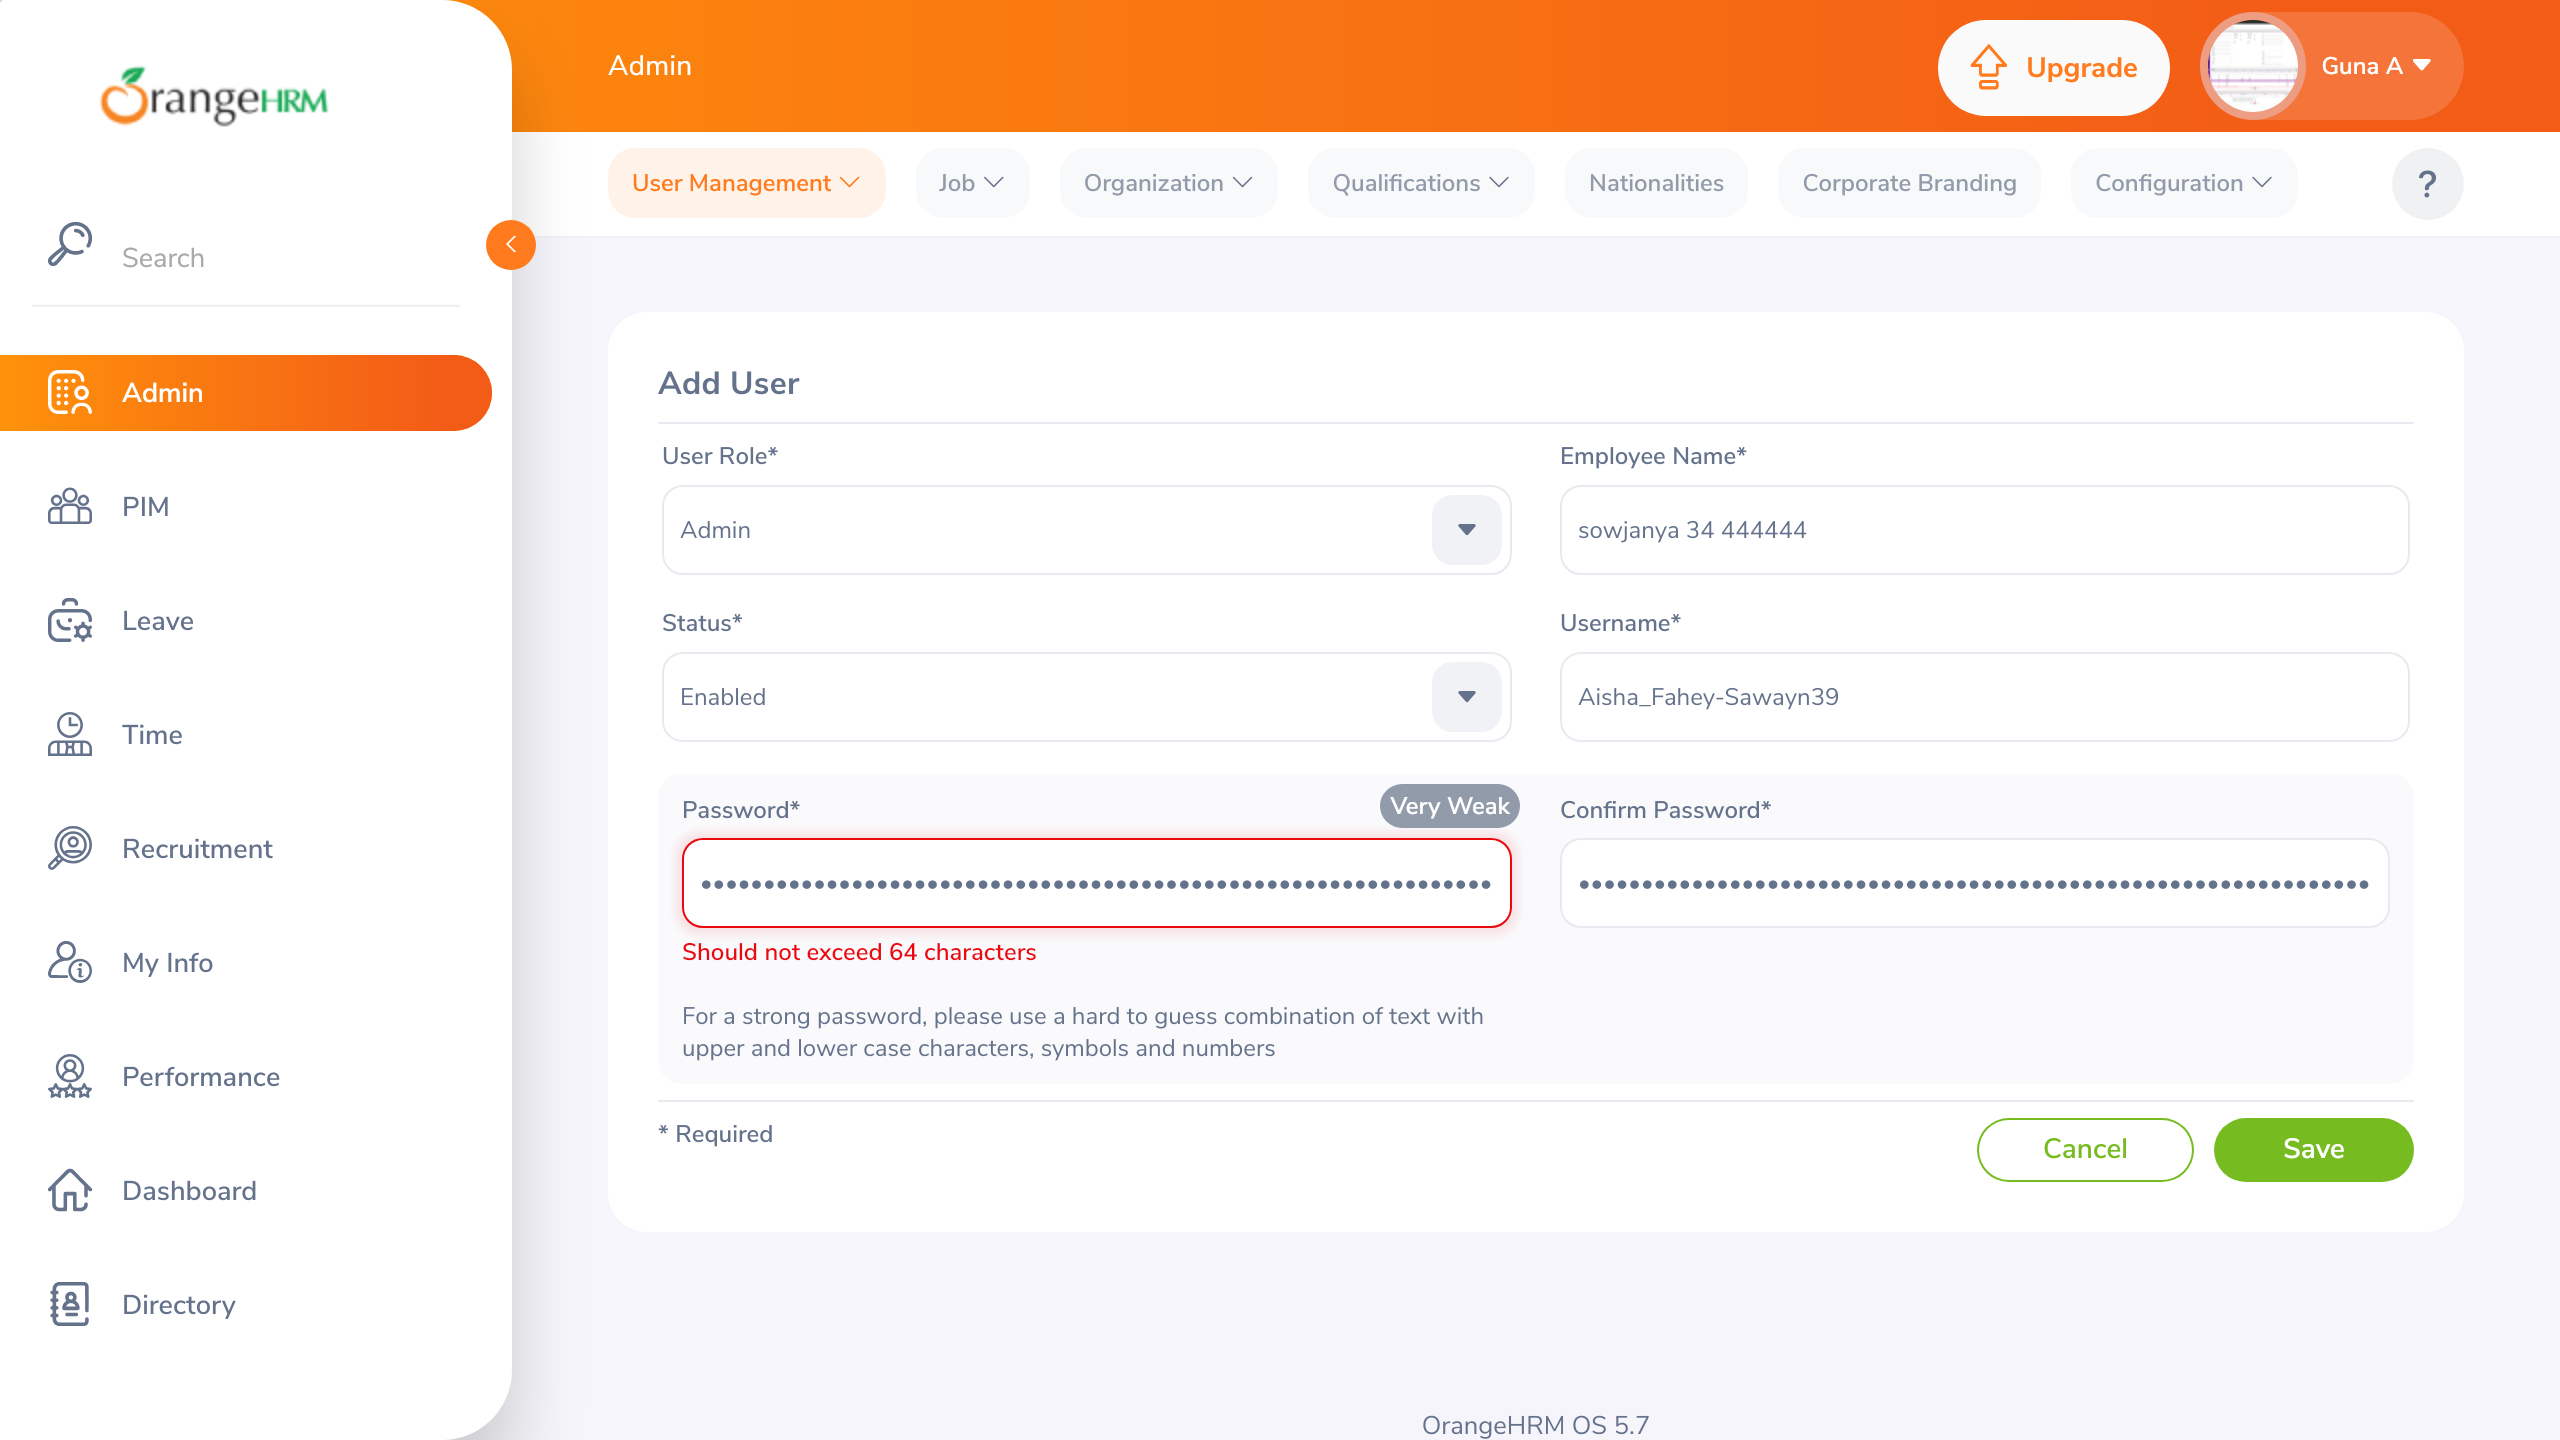 OrangeHRM
Admin
Upgrade
Guna A
User Management
Job
Organization
Qualifications
Nationalities
Corporate Branding
Configuration
?
Search
Admin
PIM
Leave
Time
Recruitment
My Info
Performance
Dashboard
Directory
Add User
User Role*
Employee Name*
Admin
sowjanya 34 444444
Status*
Username*
Enabled
Aisha_Fahey-Sawayn39
Password*
Very Weak
Confirm Password*
Should not exceed 64 characters
For a strong password, please use a hard to guess combination of text with
upper and lower case characters, symbols and numbers
* Required
Cancel
Save
OrangeHRM OS 5.7